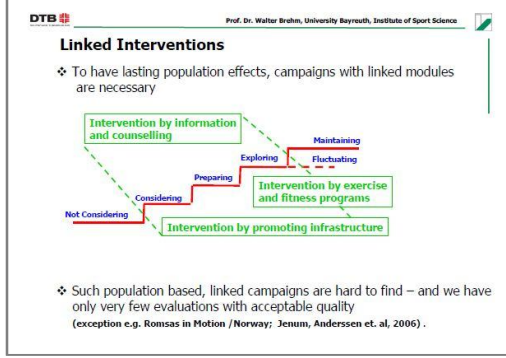 DTB
Prof. Dr. Walter Brehm, University Bayreuth, Institute of Sport Science
Linked Interventions
❖ To have lasting population effects, campaigns with linked modules
are necessary
Intervention by information
and counselling
Maintaining
Exploring
Fluctuating
Preparing
Intervention by exercise
and fitness programs
Considering
Not Considering
Intervention by promoting infrastructure
❖ Such population based, linked campaigns are hard to find – and we have
only very few evaluations with acceptable quality
(exception e.g. Romsas in Motion /Norway; Jenum, Anderssen et. al, 2006) .